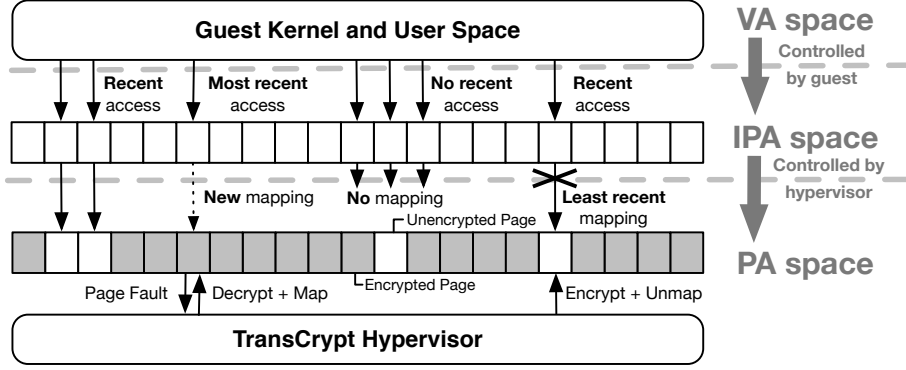 Guest Kernel and User Space
VA space
Controlled
by guest
Recent
access
Most recent
access
No recent
access
Recent
access
IPA space
Controlled by
hypervisor
New mapping
No mapping
Least recent
mapping
Unencrypted Page
PA space
Page Fault
Decrypt + Map
Encrypted Page
Encrypt + Unmap
TransCrypt Hypervisor